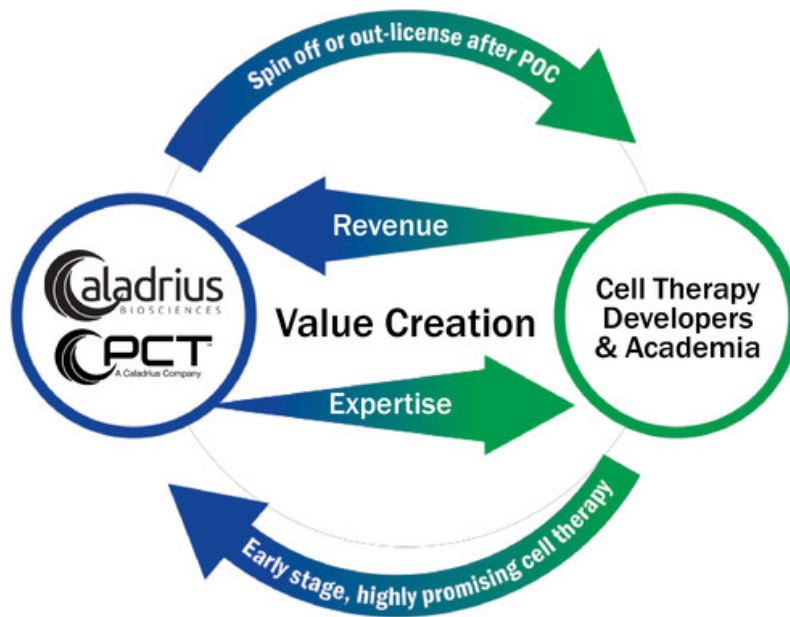 Spin off or out-license after POC
Revenue
Caladrius
BIOSCIENCES
PCT™
A Caladrius Company
Value Creation
Cell Therapy
Developers
& Academia
Expertise
Early stage, highly promising cell therapy